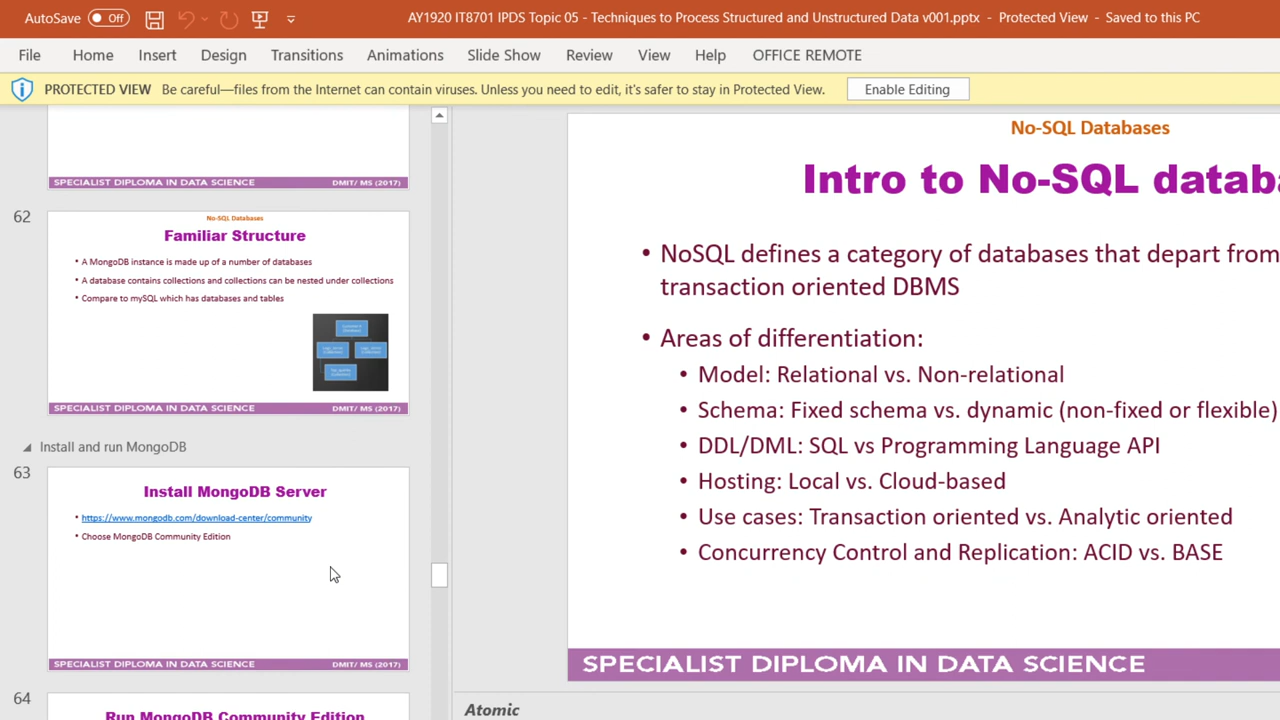 AutoSave Off
AY1920 IT8701 IPDS Topic 05 - Techniques to Process Structured and Unstructured Data v001.pptx - Protected View - Saved to this PC
File Home Insert Design Transitions Animations Slide Show Review View Help OFFICE REMOTE
PROTECTED VIEW Be careful—files from the Internet can contain viruses. Unless you need to edit, it's safer to stay in Protected View. Enable Editing
SPECIALIST DIPLOMA IN DATA SCIENCE DMIT/ MS (2017)
62
No-SQL Databases
Familiar Structure
• A MongoDB instance is made up of a number of databases
• A database contains collections and collections can be nested under collections
• Compare to mySQL which has databases and tables
SPECIALIST DIPLOMA IN DATA SCIENCE DMIT/ MS (2017)
Install and run MongoDB
63
Install MongoDB Server
• https://www.mongodb.com/download-center/community
• Choose MongoDB Community Edition
SPECIALIST DIPLOMA IN DATA SCIENCE DMIT/ MS (2017)
64
Run MongoDB Community Edition
No-SQL Databases
Intro to No-SQL datab
• NoSQL defines a category of databases that depart from
transaction oriented DBMS
• Areas of differentiation:
• Model: Relational vs. Non-relational
• Schema: Fixed schema vs. dynamic (non-fixed or flexible)
• DDL/DML: SQL vs Programming Language API
• Hosting: Local vs. Cloud-based
• Use cases: Transaction oriented vs. Analytic oriented
• Concurrency Control and Replication: ACID vs. BASE
SPECIALIST DIPLOMA IN DATA SCIENCE
Atomic